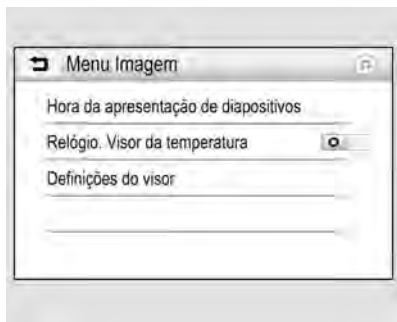 Menu Imagem
Hora da apresentação de diapositivos
Relógio. Visor da temperatura
Definições do visor